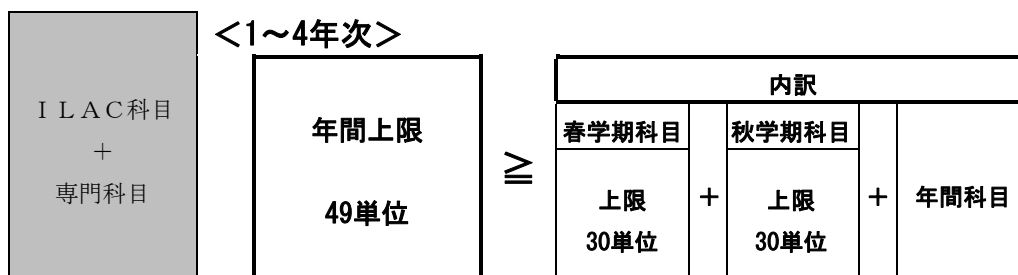 <1~4年次>
ILAC科目
+
専門科目
年間上限
49単位
≧
内訳
春学期科目
上限
30単位
+
秋学期科目
上限
30単位
+
年間科目